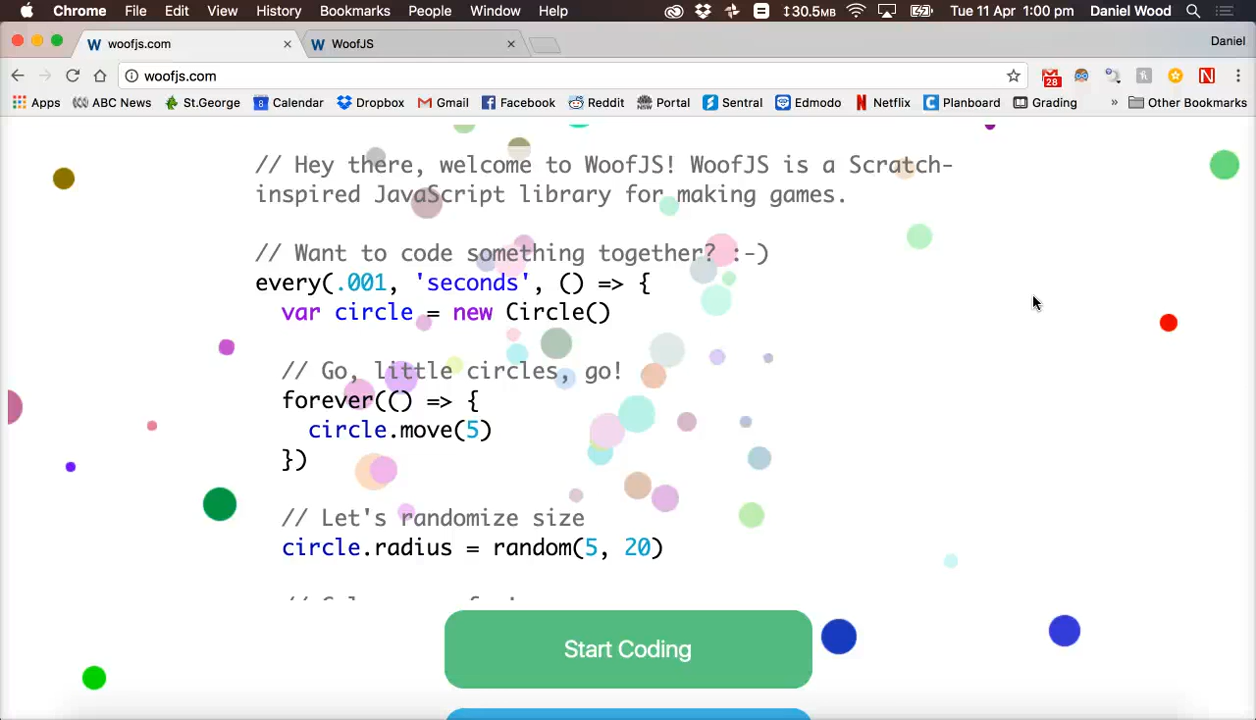 Chrome File Edit View History Bookmarks People Window Help 30.5MB Tue 11 Apr 1:00 pm Daniel Wood
W woofjs.com W WoofJS Daniel
woofjs.com 28 N
Apps ABC News St.George 8 Calendar Dropbox Gmail Facebook Reddit Portal Sentral Edmodo Netflix Planboard Grading » Other Bookmarks
// Hey there, welcome to WoofJS! WoofJS is a Scratch-
inspired JavaScript library for making games.
// Want to code something together? :-)
every(.001, 'seconds', () => {
var circle = new Circle()
// Go, little circles, go!
forever(() => {
circle.move(5)
})
// Let's randomize size
circle.radius = random(5, 20)
Start Coding